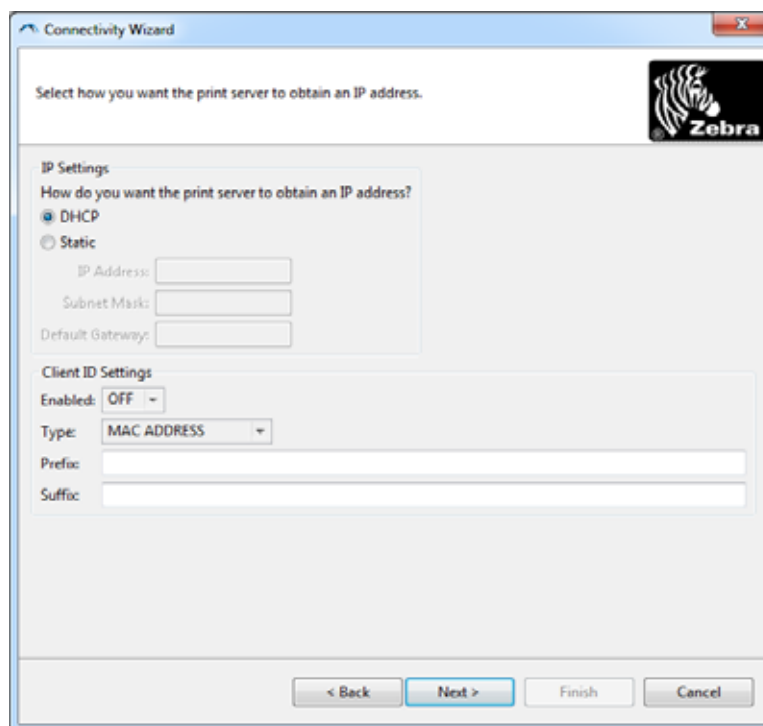 Connectivity Wizard
Select how you want the print server to obtain an IP address.
® Zebra
IP Settings
How do you want the print server to obtain an IP address?
DHCP
Static
IP Address:
Subnet Mask:
Default Gateway:
Client ID Settings
Enabled: OFF
Type: MAC ADDRESS
Prefix:
Suffix:
< Back Next > Finish Cancel